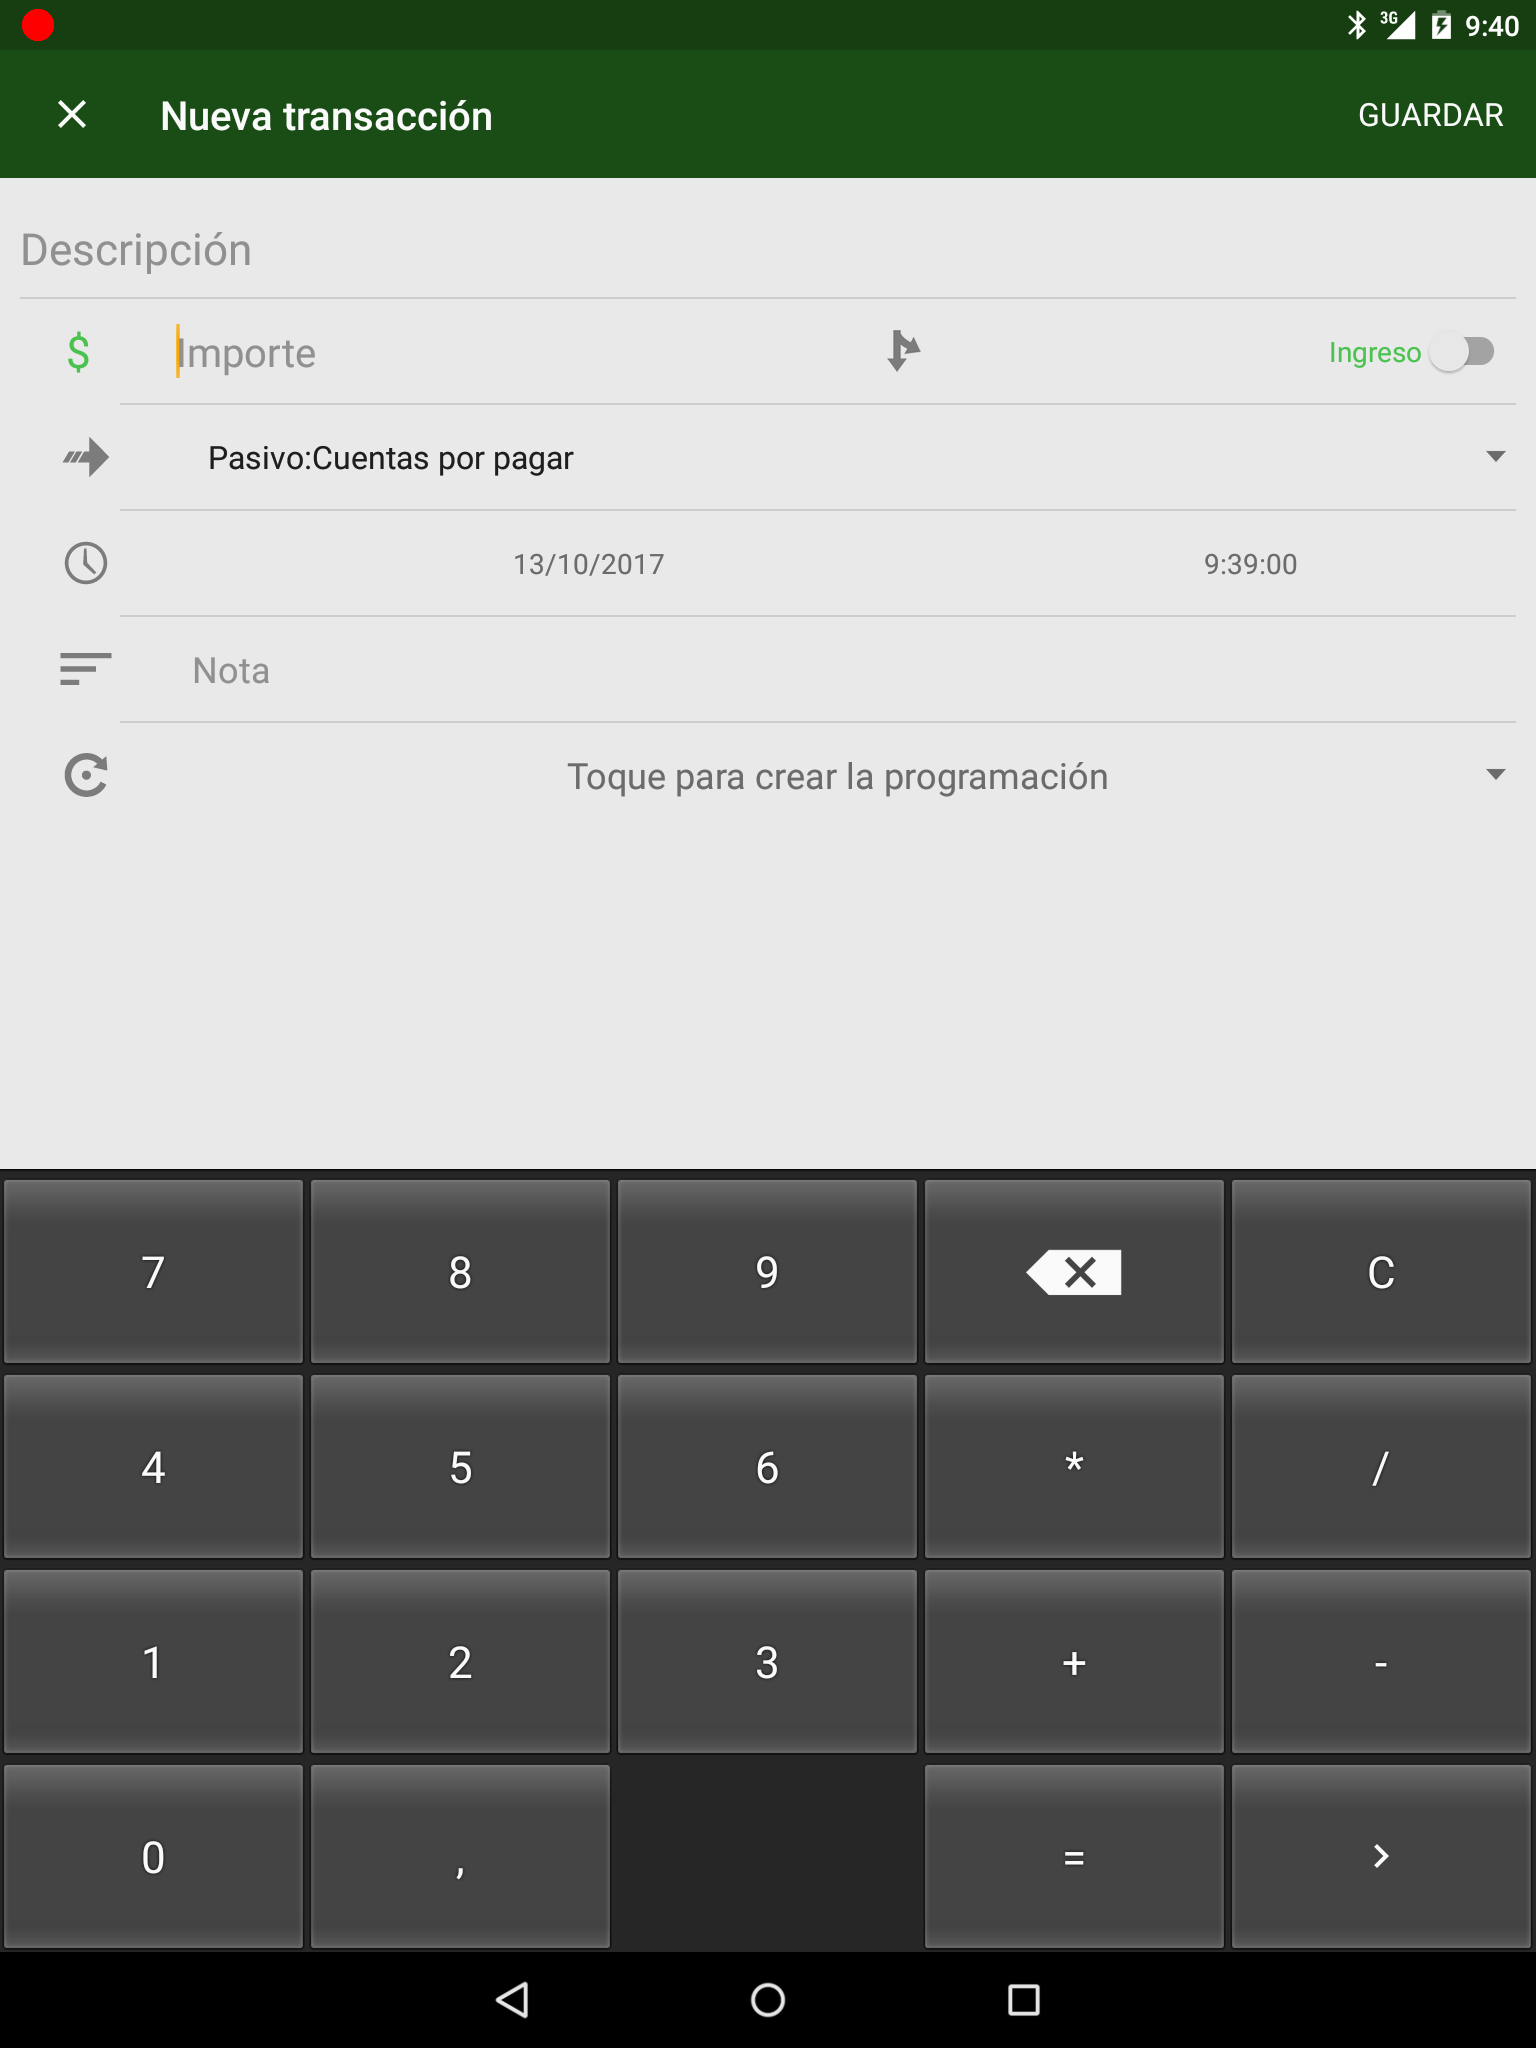 3G 9:40
Nueva transacción GUARDAR
Descripción
$ Importe Ingreso
Pasivo:Cuentas por pagar
13/10/2017 9:39:00
Nota
Toque para crear la programación
7 8 9 C
4 5 6 * /
1 2 3 + -
0 , =